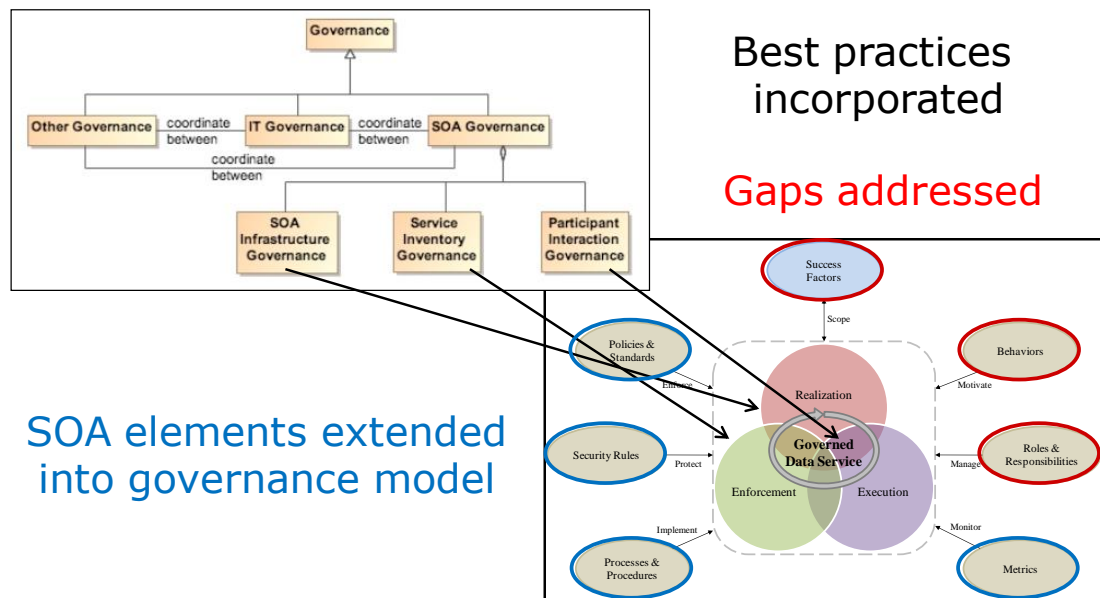 Governance
Other Governance
coordinate
between
IT Governance
coordinate
between
SOA Governance
coordinate
between
SOA
Infrastructure
Governance
Service
Inventory
Governance
Participant
Interaction
Governance
Best practices
incorporated
Gaps addressed
SOA elements extended
into governance model
Success
Factors
Scope
Policies &
Standards
Enforce
Behaviors
Motivate
Realization
Governed
Data Service
Security Rules
Protect
Roles &
Responsibilities
Manage
Enforcement
Execution
Implement
Monitor
Processes &
Procedures
Metrics